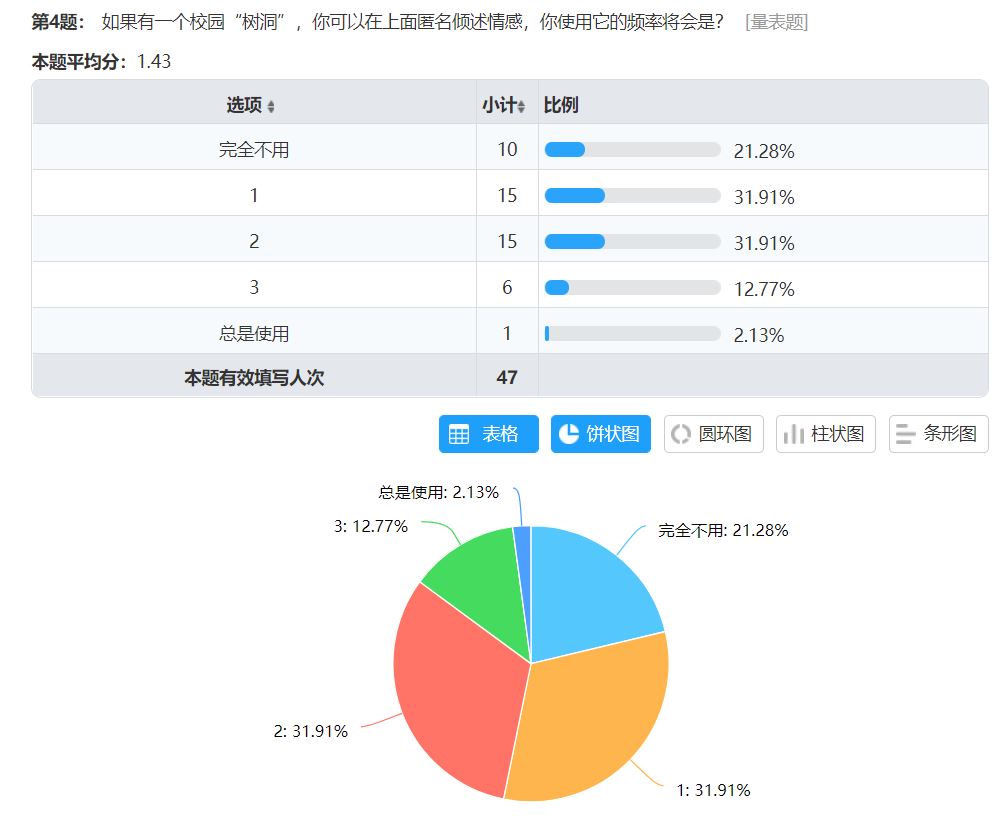 第4题： 如果有一个校园“树洞”，你可以在上面匿名倾述情感，你使用它的频率将会是？ [量表题]
本题平均分：1.43
选项 小计 比例
完全不用 10 21.28%
1 15 31.91%
2 15 31.91%
3 6 12.77%
总是使用 1 2.13%
本题有效填写人次 47
表格 饼状图 圆环图 柱状图 条形图
总是使用: 2.13%
3: 12.77%
完全不用: 21.28%
2: 31.91%
1: 31.91%